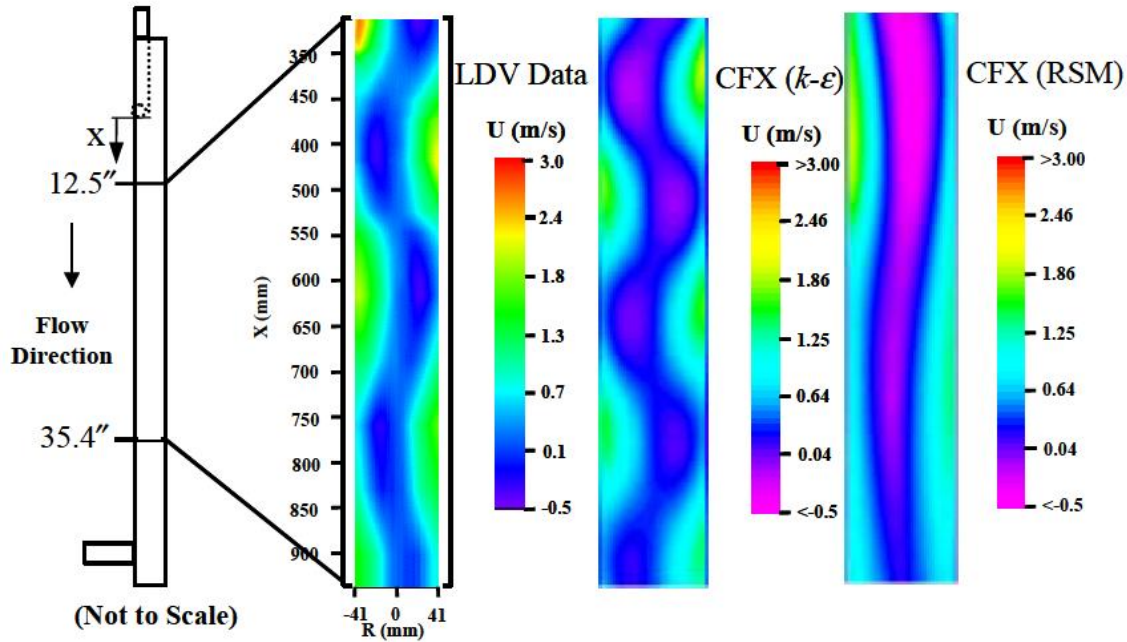 X
12.5″
Flow
Direction
35.4″
(Not to Scale)
X (mm)
350
450
400
500
550
600
650
700
750
800
850
900
-41 0 41
R (mm)
LDV Data
U (m/s)
3.0
2.4
1.8
1.2
0.7
0.1
-0.5
CFX (k-ε)
U (m/s)
>3.00
2.46
1.86
1.25
0.64
0.04
<-0.5
CFX (RSM)
U (m/s)
>3.00
2.46
1.86
1.25
0.64
0.04
<-0.5